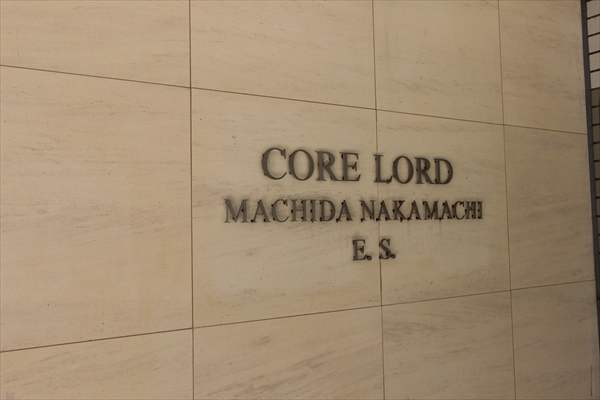 CORE LORD
MACHIDA NAKAMACHI
E. S.